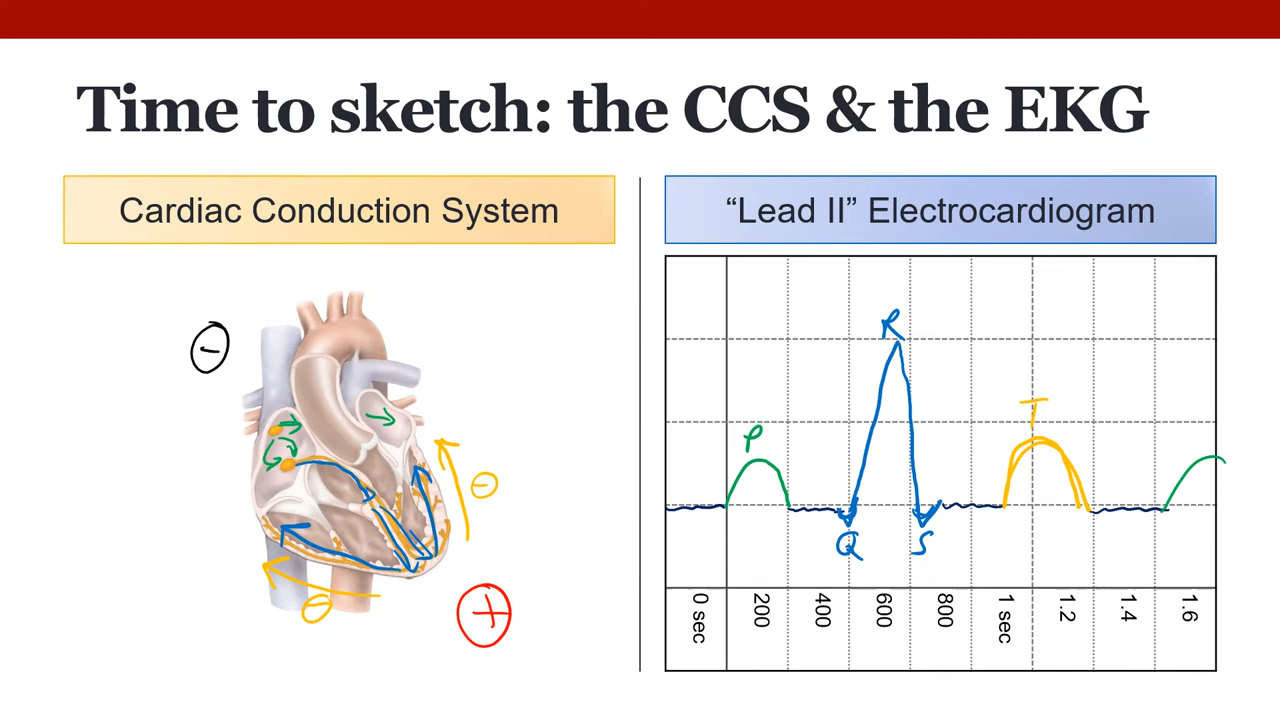 Time to sketch: the CCS & the EKG
Cardiac Conduction System
“Lead II” Electrocardiogram
−
−
−
+
R
T
P
Q
S
0 sec
200
400
600
800
1 sec
1.2
1.4
1.6